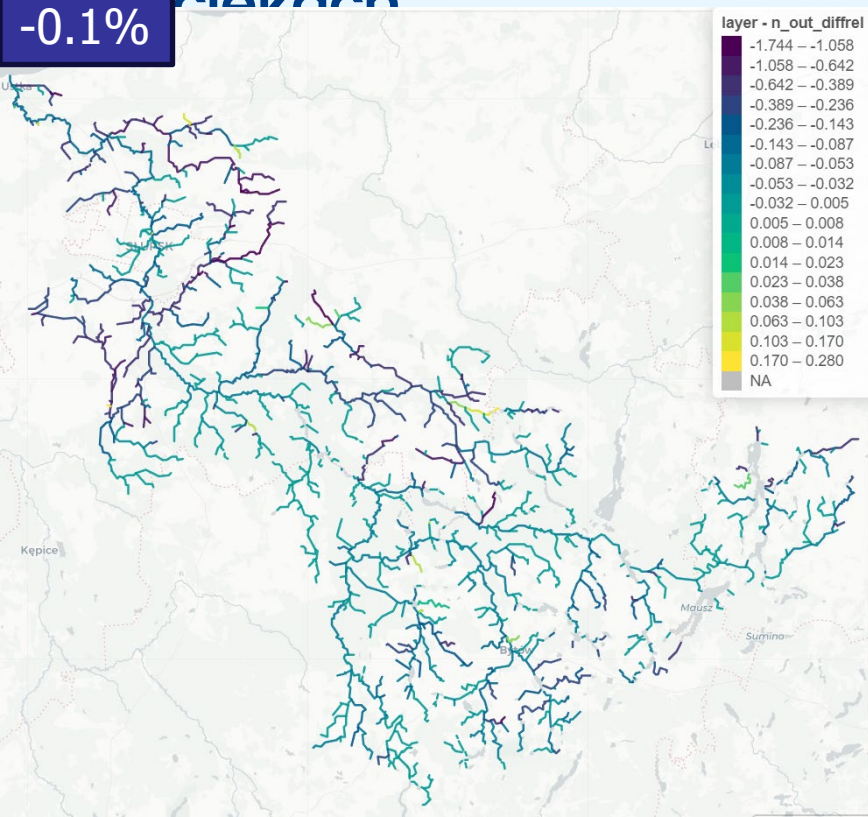 -0.1%
ciekach
layer - n_out_diffrel
-1.744 – -1.058
-1.058 – -0.642
-0.642 – -0.389
-0.389 – -0.236
-0.236 – -0.143
-0.143 – -0.087
-0.087 – -0.053
-0.053 – -0.032
-0.032 – 0.005
0.005 – 0.008
0.008 – 0.014
0.014 – 0.023
0.023 – 0.038
0.038 – 0.063
0.063 – 0.103
0.103 – 0.170
0.170 – 0.280
NA
Ustka
SŁUPSK
Kępice
Mausz
Sumino
Bytów